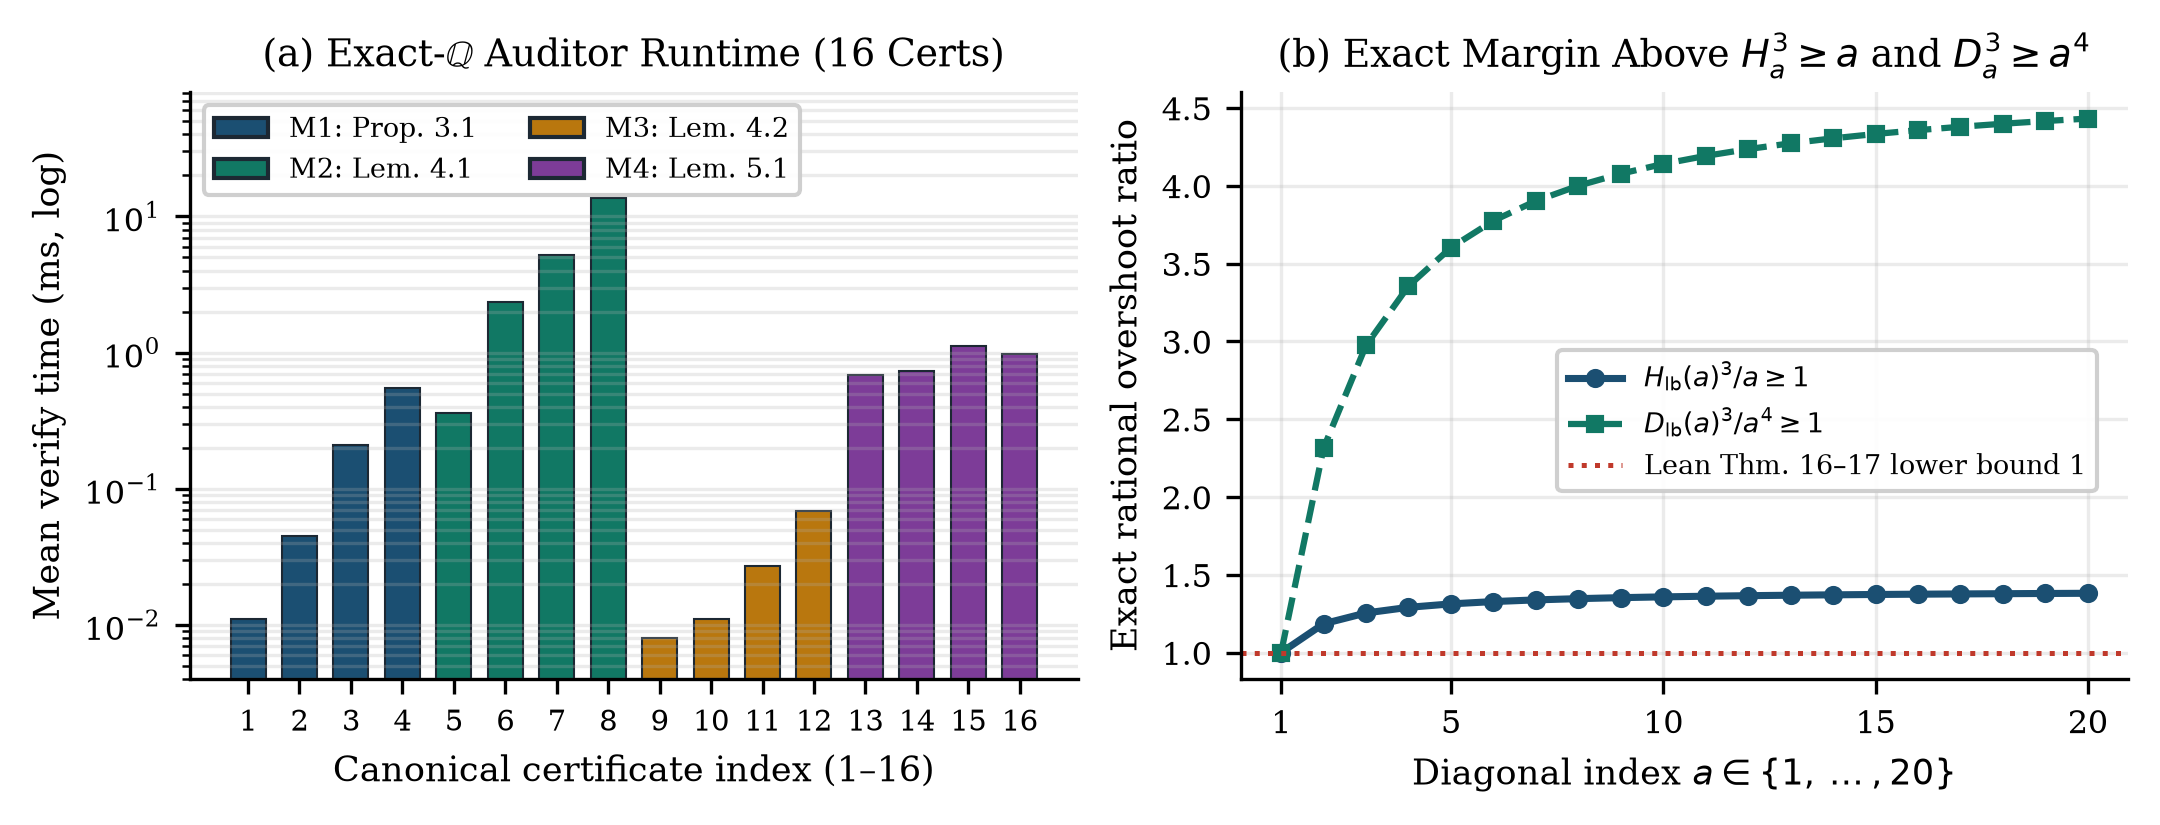 (a) Exact-ℚ Auditor Runtime (16 Certs)
M1: Prop. 3.1
M2: Lem. 4.1
M3: Lem. 4.2
M4: Lem. 5.1
Mean verify time (ms, log)
10¹
10⁰
10⁻¹
10⁻²
1 2 3 4 5 6 7 8 9 10 11 12 13 14 15 16
Canonical certificate index (1–16)
(b) Exact Margin Above H_a^3 ≥ a and D_a^3 ≥ a^4
Exact rational overshoot ratio
4.5
4.0
3.5
3.0
2.5
2.0
1.5
1.0
H_lb(a)³/a ≥ 1
D_lb(a)³/a⁴ ≥ 1
Lean Thm. 16–17 lower bound 1
1 5 10 15 20
Diagonal index a ∈ {1, … , 20}